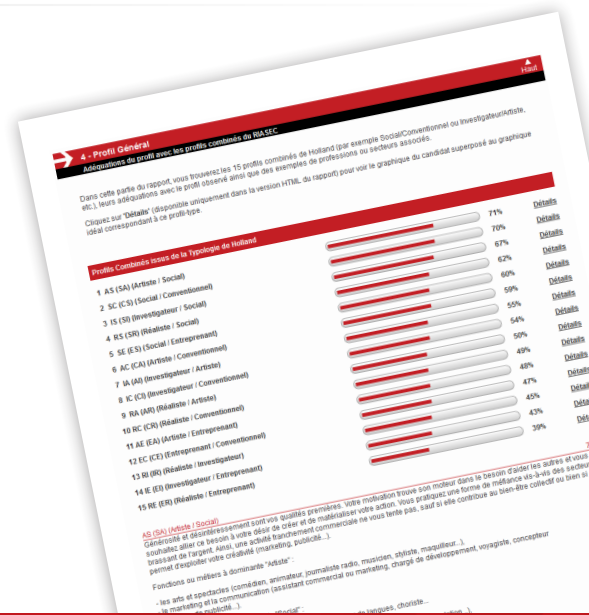 Haut
4 - Profil Général
Adéquations du profil avec les profils combinés du RIASEC
Dans cette partie du rapport, vous trouverez les 15 profils combinés de Holland (par exemple Social/Conventionnel ou Investigateur/Artiste,
etc.), leurs adéquations avec le profil observé ainsi que des exemples de professions ou secteurs associés.
Cliquez sur "Détails" (disponible uniquement dans la version HTML du rapport) pour voir le graphique du candidat superposé au graphique
idéal correspondant à ce profil-type.
Profils Combinés issus de la Typologie de Holland
1 AS (SA) (Artiste / Social) 71% Détails
2 SC (CS) (Social / Conventionnel) 70% Détails
3 IS (SI) (Investigateur / Social) 67% Détails
4 RS (SR) (Réaliste / Social) 62% Détails
5 SE (ES) (Social / Entreprenant) 60% Détails
6 AC (CA) (Artiste / Conventionnel) 59% Détails
7 IA (AI) (Investigateur / Artiste) 55% Détails
8 IC (CI) (Investigateur / Conventionnel) 54% Détails
9 RA (AR) (Réaliste / Artiste) 50% Détails
10 RC (CR) (Réaliste / Conventionnel) 49% Détails
11 AE (EA) (Artiste / Entreprenant) 48% Détails
12 EC (CE) (Entreprenant / Conventionnel) 47% Détails
13 RI (IR) (Réaliste / Investigateur) 45%
14 IE (EI) (Investigateur / Entreprenant) 43%
15 RE (ER) (Réaliste / Entreprenant) 39%
AS (SA) (Artiste / Social)
Générosité et désintéressement sont vos qualités premières. Votre motivation trouve son moteur dans le besoin d'aider les autres et vous
souhaitez allier ce besoin à votre désir de créer et de matérialiser votre action. Vous pratiquez une forme de méfiance vis-à-vis des secteurs
brassant de l'argent. Ainsi, une activité franchement commerciale ne vous tente pas, sauf si elle contribue au bien-être collectif ou bien si
permet d'exploiter votre créativité (marketing, publicité...).
Fonctions ou métiers à dominante "Artiste" :
- les arts et spectacles (comédien, animateur, journaliste radio, musicien, styliste, maquilleur...),
- le marketing et la communication (assistant commercial ou marketing, chargé de développement, voyagiste, concepteur
de publicité...).
"Social" :
langues, choriste...